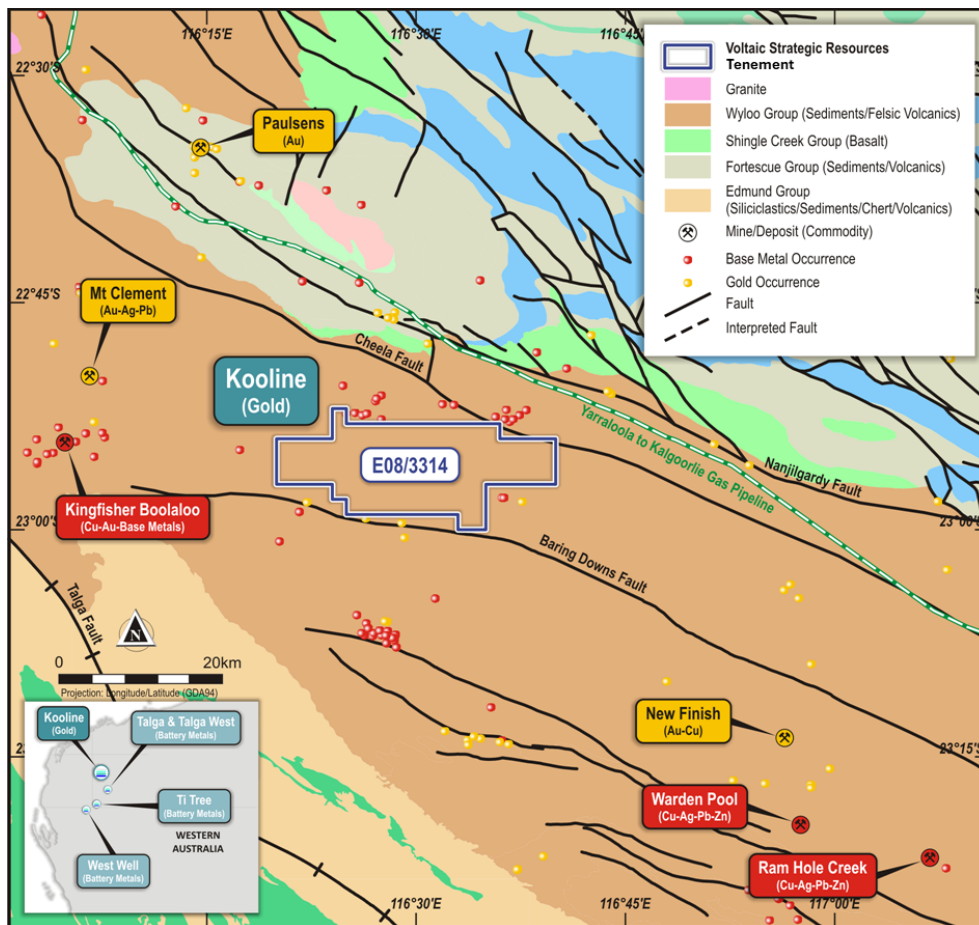 116°15'E
116°30'E
116°45'E
22°30'S
Voltaic Strategic Resources
Tenement
Granite
Wyloo Group (Sediments/Felsic Volcanics)
Shingle Creek Group (Basalt)
Fortescue Group (Sediments/Volcanics)
Edmund Group
(Siliciclastics/Sediments/Chert/Volcanics)
Mine/Deposit (Commodity)
Base Metal Occurrence
Gold Occurrence
Fault
Interpreted Fault
Paulsens
(Au)
22°45'S
Mt Clement
(Au-Ag-Pb)
Cheela Fault
Kooline
(Gold)
E08/3314
Yarraloola to Kalgoorlie Gas Pipeline
Nanjilgardy Fault
Kingfisher Boolaloo
(Cu-Au-Base Metals)
23°00'S
23°00'S
Baring Downs Fault
Talga Fault
N
0 20km
Projection: Longitude/Latitude (GDA94)
Kooline
(Gold)
Talga & Talga West
(Battery Metals)
Ti Tree
(Battery Metals)
WESTERN
AUSTRALIA
West Well
(Battery Metals)
New Finish
(Au-Cu)
23°15'S
Warden Pool
(Cu-Ag-Pb-Zn)
Ram Hole Creek
(Cu-Ag-Pb-Zn)
116°30'E
116°45'E
117°00'E